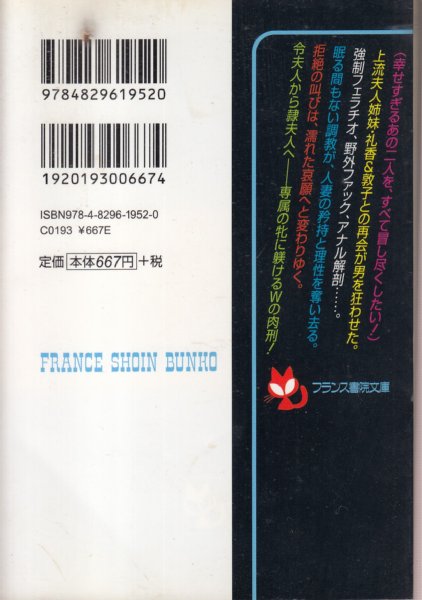 9784829619520
1920193006674
ISBN978-4-8296-1952-0
C0193 ¥667E
定価 本体667円 +税
FRANCE SHOIN BUNKO
(幸せすぎるあの二人を、すべて冒し尽くしたい!)
上流夫人姉妹・礼香&敦子との再会が男を狂わせた。
強制フェラチオ、野外ファック、アナル解剖……。
眠る間もない調教が、人妻の矜持と理性を奪い去る。
拒絶の叫びは、濡れた哀願へと変わりゆく。
令夫人から隷夫人へ――専属の牝に躾けるWの肉刑!
フランス書院文庫